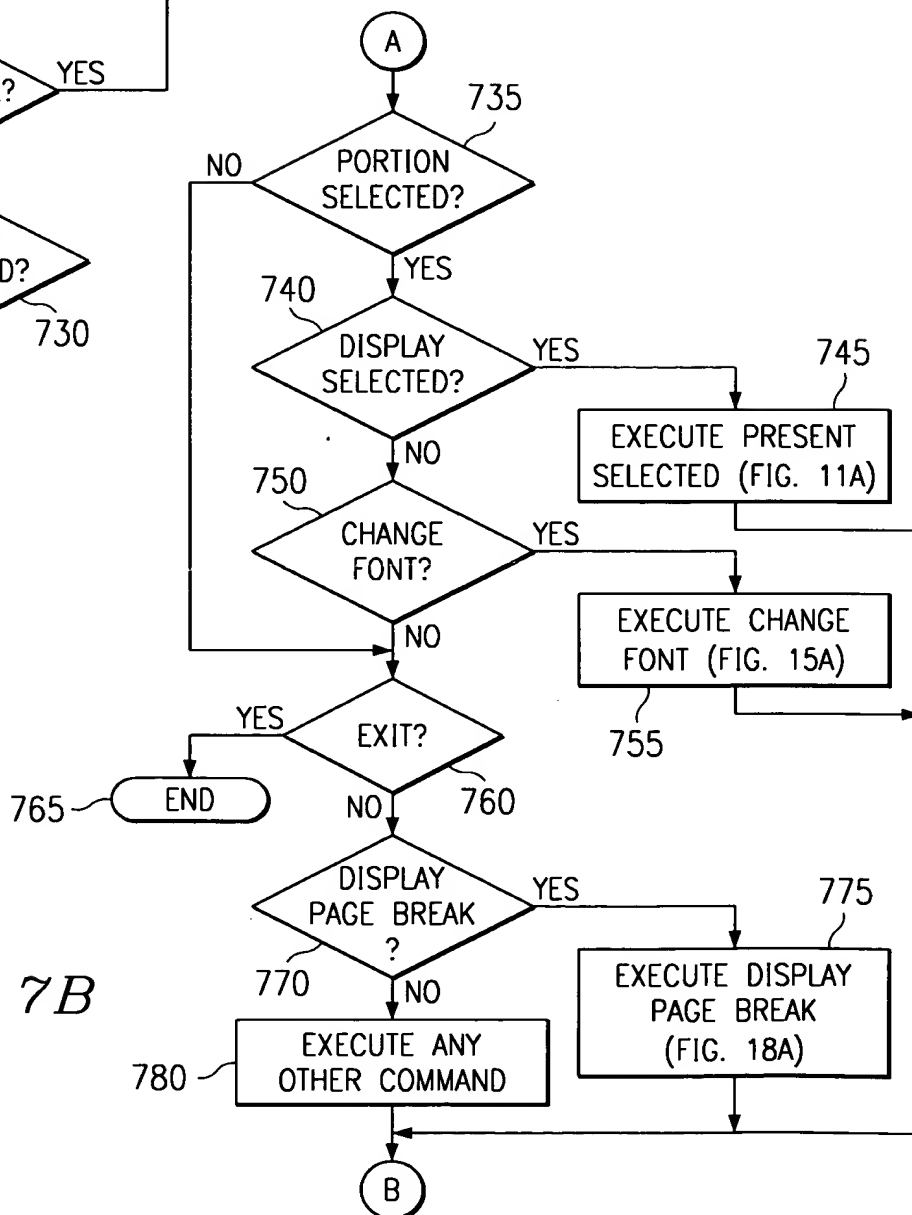 A
YES
?
735
NO
PORTION
SELECTED?
YES
D?
730
740
DISPLAY
SELECTED?
YES
745
EXECUTE PRESENT
SELECTED (FIG. 11A)
NO
750
CHANGE
FONT?
YES
EXECUTE CHANGE
FONT (FIG. 15A)
755
NO
YES
EXIT?
760
765
END
NO
DISPLAY
PAGE BREAK
?
YES
770
775
EXECUTE DISPLAY
PAGE BREAK
(FIG. 18A)
NO
7B
780
EXECUTE ANY
OTHER COMMAND
B